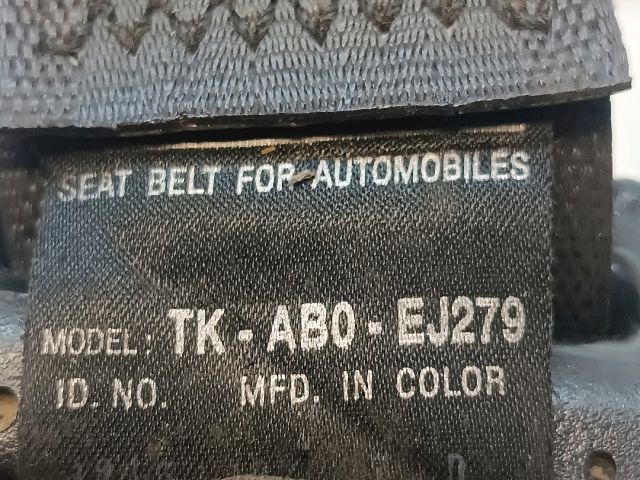 SEAT BELT FOR AUTOMOBILES
MODEL: TK-AB0-EJ279
ID. NO. MFD. IN COLOR